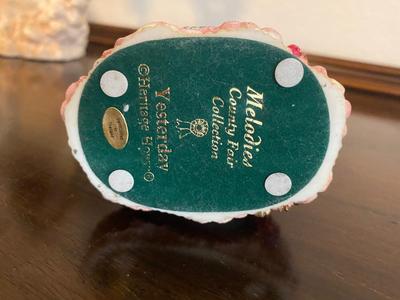 Melodies
County Fair
Collection
Yesterday
©Heritage House©